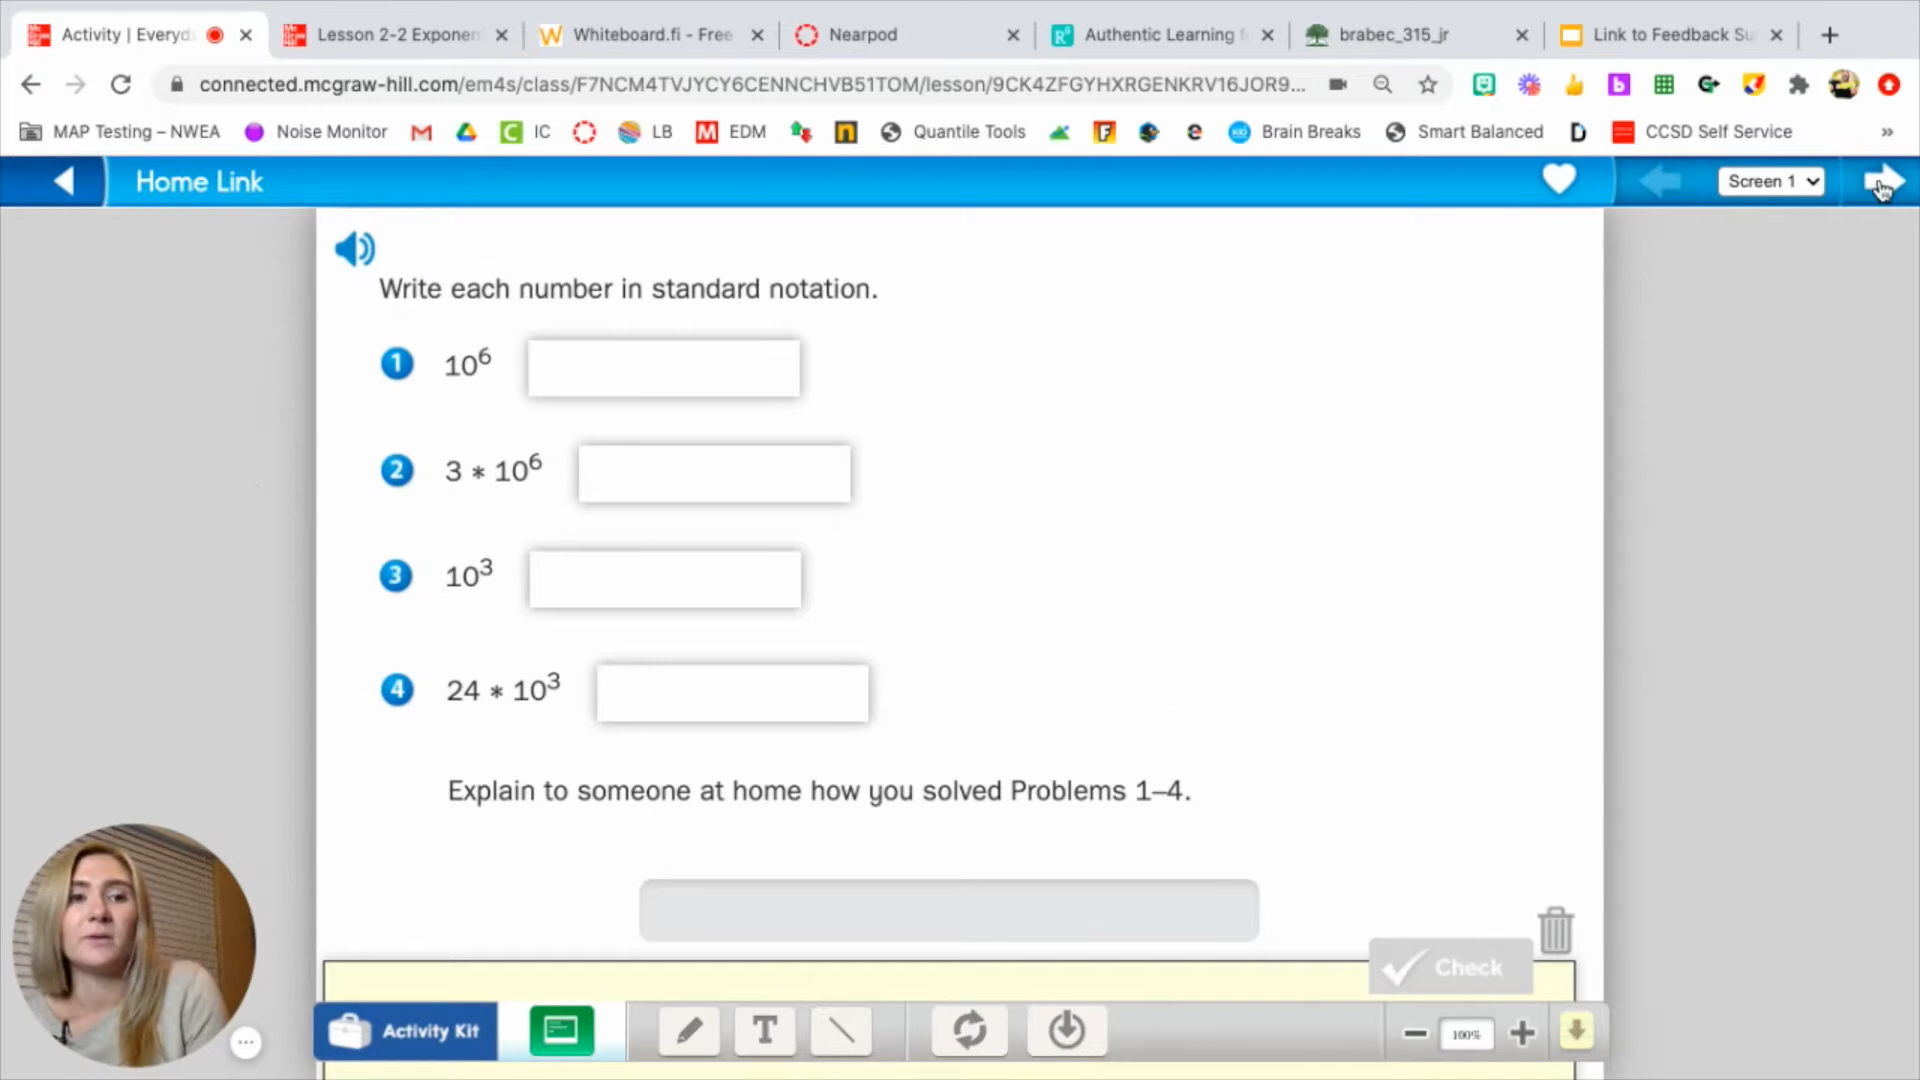 Activity | Everyd
Lesson 2-2 Exponen
Whiteboard.fi - Free
Nearpod
Authentic Learning f
brabec_315_jr
Link to Feedback Su
connected.mcgraw-hill.com/em4s/class/F7NCM4TVJYCY6CENNCHVB51TOM/lesson/9CK4ZFGYHXRGENKRV16JOR9...
MAP Testing – NWEA
Noise Monitor
IC
LB
EDM
Quantile Tools
Brain Breaks
Smart Balanced
CCSD Self Service
»
Home Link
Screen 1
Write each number in standard notation.
1 10⁶
2 3 * 10⁶
3 10³
4 24 * 10³
Explain to someone at home how you solved Problems 1–4.
Check
Activity Kit
T
100%